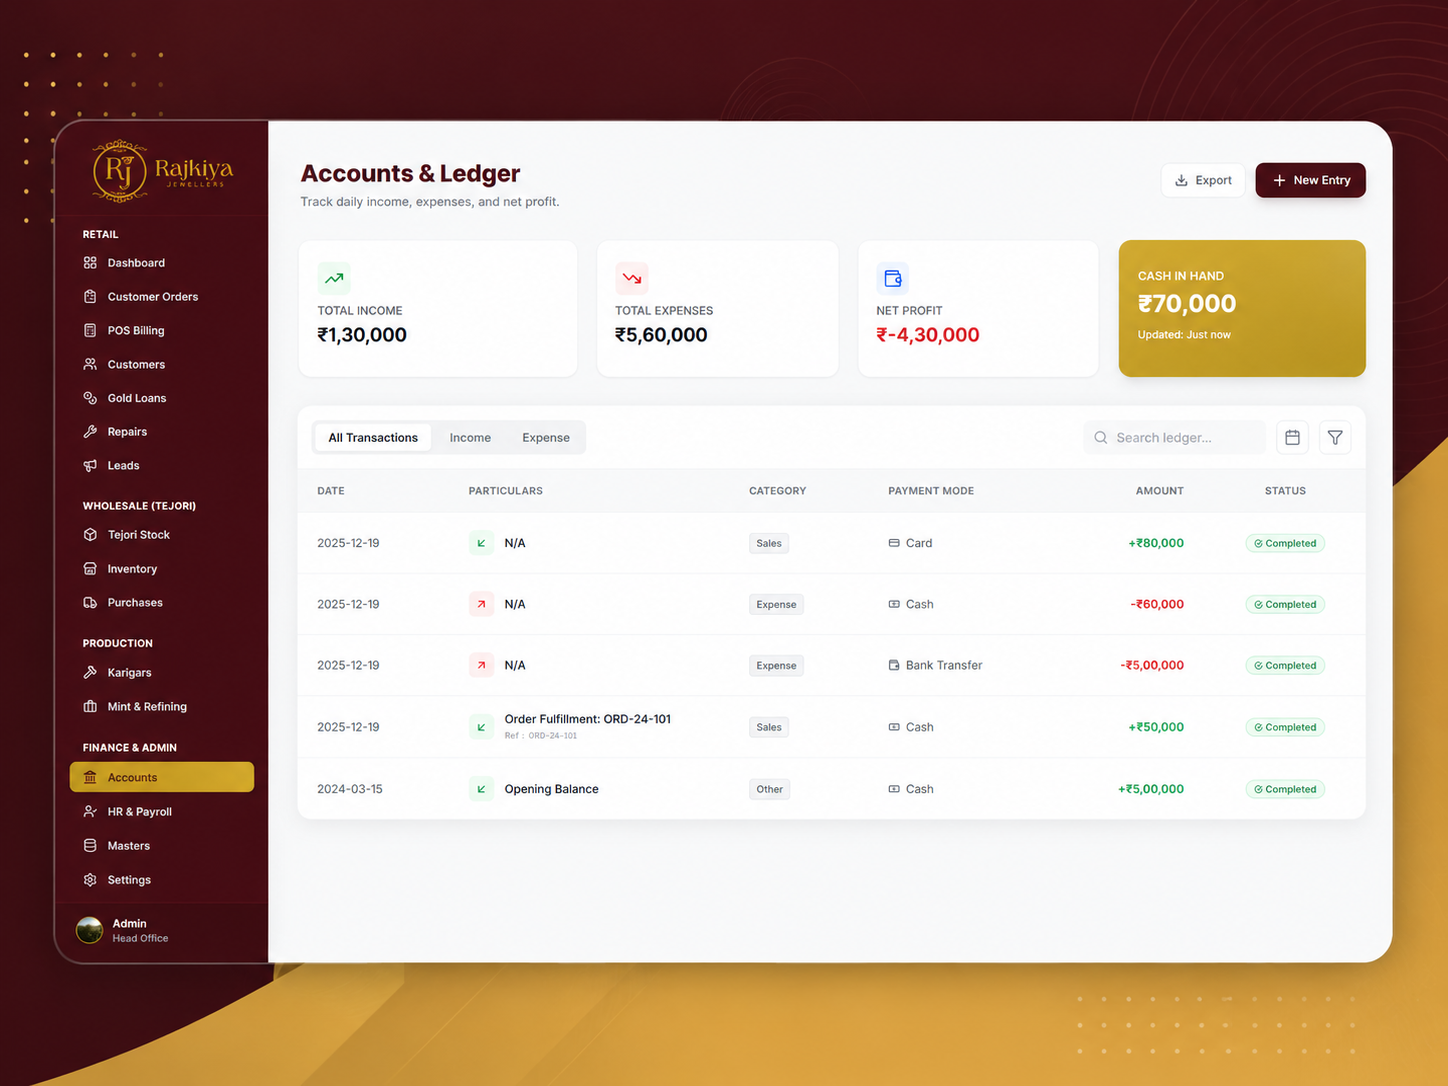 RJ
Rajkiya
JEWELLERS
RETAIL
Dashboard
Customer Orders
POS Billing
Customers
Gold Loans
Repairs
Leads
WHOLESALE (TEJORI)
Tejori Stock
Inventory
Purchases
PRODUCTION
Karigars
Mint & Refining
FINANCE & ADMIN
Accounts
HR & Payroll
Masters
Settings
Admin
Head Office
Accounts & Ledger
Track daily income, expenses, and net profit.
Export
New Entry
TOTAL INCOME
₹1,30,000
TOTAL EXPENSES
₹5,60,000
NET PROFIT
₹-4,30,000
CASH IN HAND
₹70,000
Updated: Just now
All Transactions Income Expense
Search ledger...
DATE PARTICULARS CATEGORY PAYMENT MODE AMOUNT STATUS
2025-12-19 N/A Sales Card +₹80,000 Completed
2025-12-19 N/A Expense Cash -₹60,000 Completed
2025-12-19 N/A Expense Bank Transfer -₹5,00,000 Completed
2025-12-19 Order Fulfillment: ORD-24-101 Sales Cash +₹50,000 Completed
Ref : ORD-24-101
2024-03-15 Opening Balance Other Cash +₹5,00,000 Completed